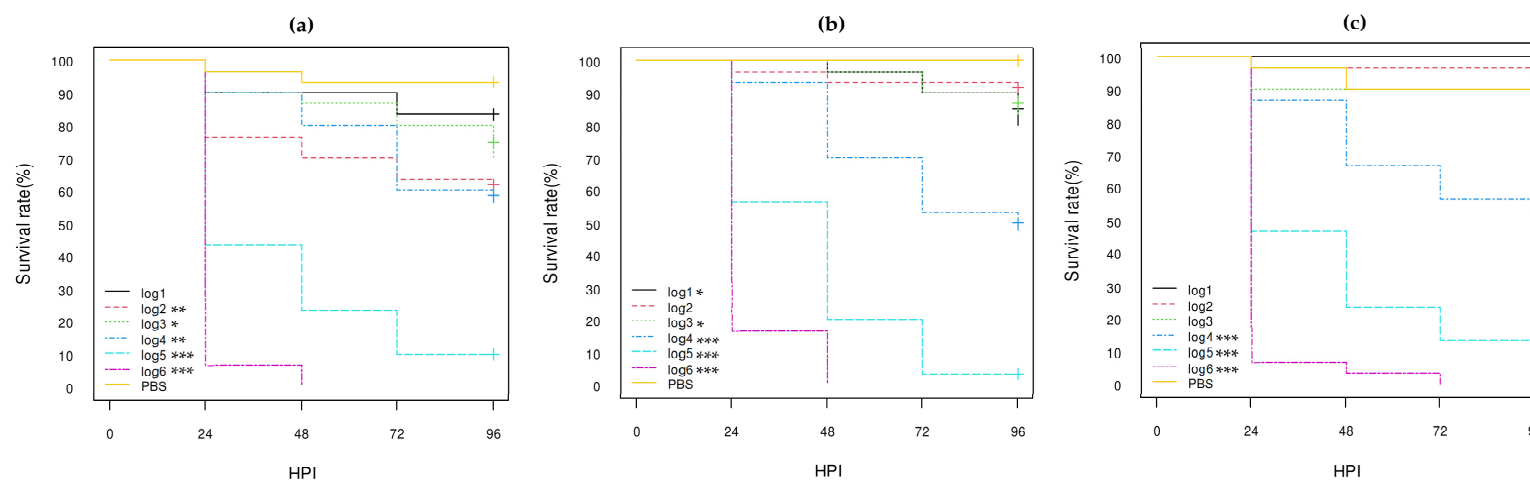 (a)
100
90
80
70
60
50
40
30
20
10
0
Survival rate(%)
log1
log2 **
log3 *
log4 **
log5 ***
log6 ***
PBS
0 24 48 72 96
HPI
(b)
100
90
80
70
60
50
40
30
20
10
0
Survival rate(%)
log1 *
log2
log3 *
log4 ***
log5 ***
log6 ***
PBS
0 24 48 72 96
HPI
(c)
100
90
80
70
60
50
40
30
20
10
0
Survival rate(%)
log1
log2
log3
log4 ***
log5 ***
log6 ***
PBS
0 24 48 72
HPI